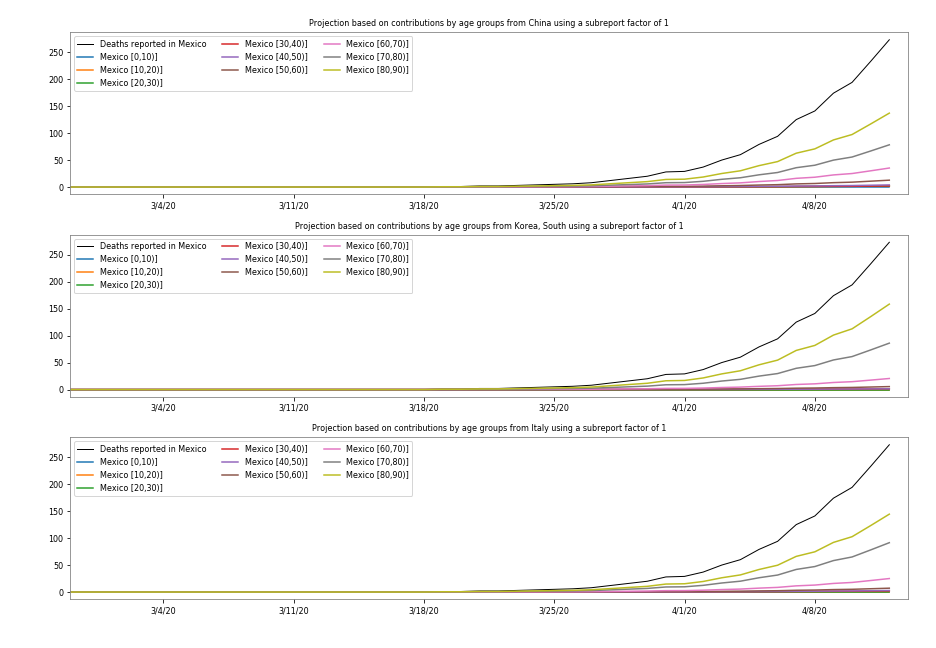 Projection based on contributions by age groups from China using a subreport factor of 1
Deaths reported in Mexico Mexico [30,40)] Mexico [60,70)]
Mexico [0,10)] Mexico [40,50)] Mexico [70,80)]
Mexico [10,20)] Mexico [50,60)] Mexico [80,90)]
Mexico [20,30)]
250
200
150
100
50
0
3/4/20 3/11/20 3/18/20 3/25/20 4/1/20 4/8/20
Projection based on contributions by age groups from Korea, South using a subreport factor of 1
Deaths reported in Mexico Mexico [30,40)] Mexico [60,70)]
Mexico [0,10)] Mexico [40,50)] Mexico [70,80)]
Mexico [10,20)] Mexico [50,60)] Mexico [80,90)]
Mexico [20,30)]
250
200
150
100
50
0
3/4/20 3/11/20 3/18/20 3/25/20 4/1/20 4/8/20
Projection based on contributions by age groups from Italy using a subreport factor of 1
Deaths reported in Mexico Mexico [30,40)] Mexico [60,70)]
Mexico [0,10)] Mexico [40,50)] Mexico [70,80)]
Mexico [10,20)] Mexico [50,60)] Mexico [80,90)]
Mexico [20,30)]
250
200
150
100
50
0
3/4/20 3/11/20 3/18/20 3/25/20 4/1/20 4/8/20